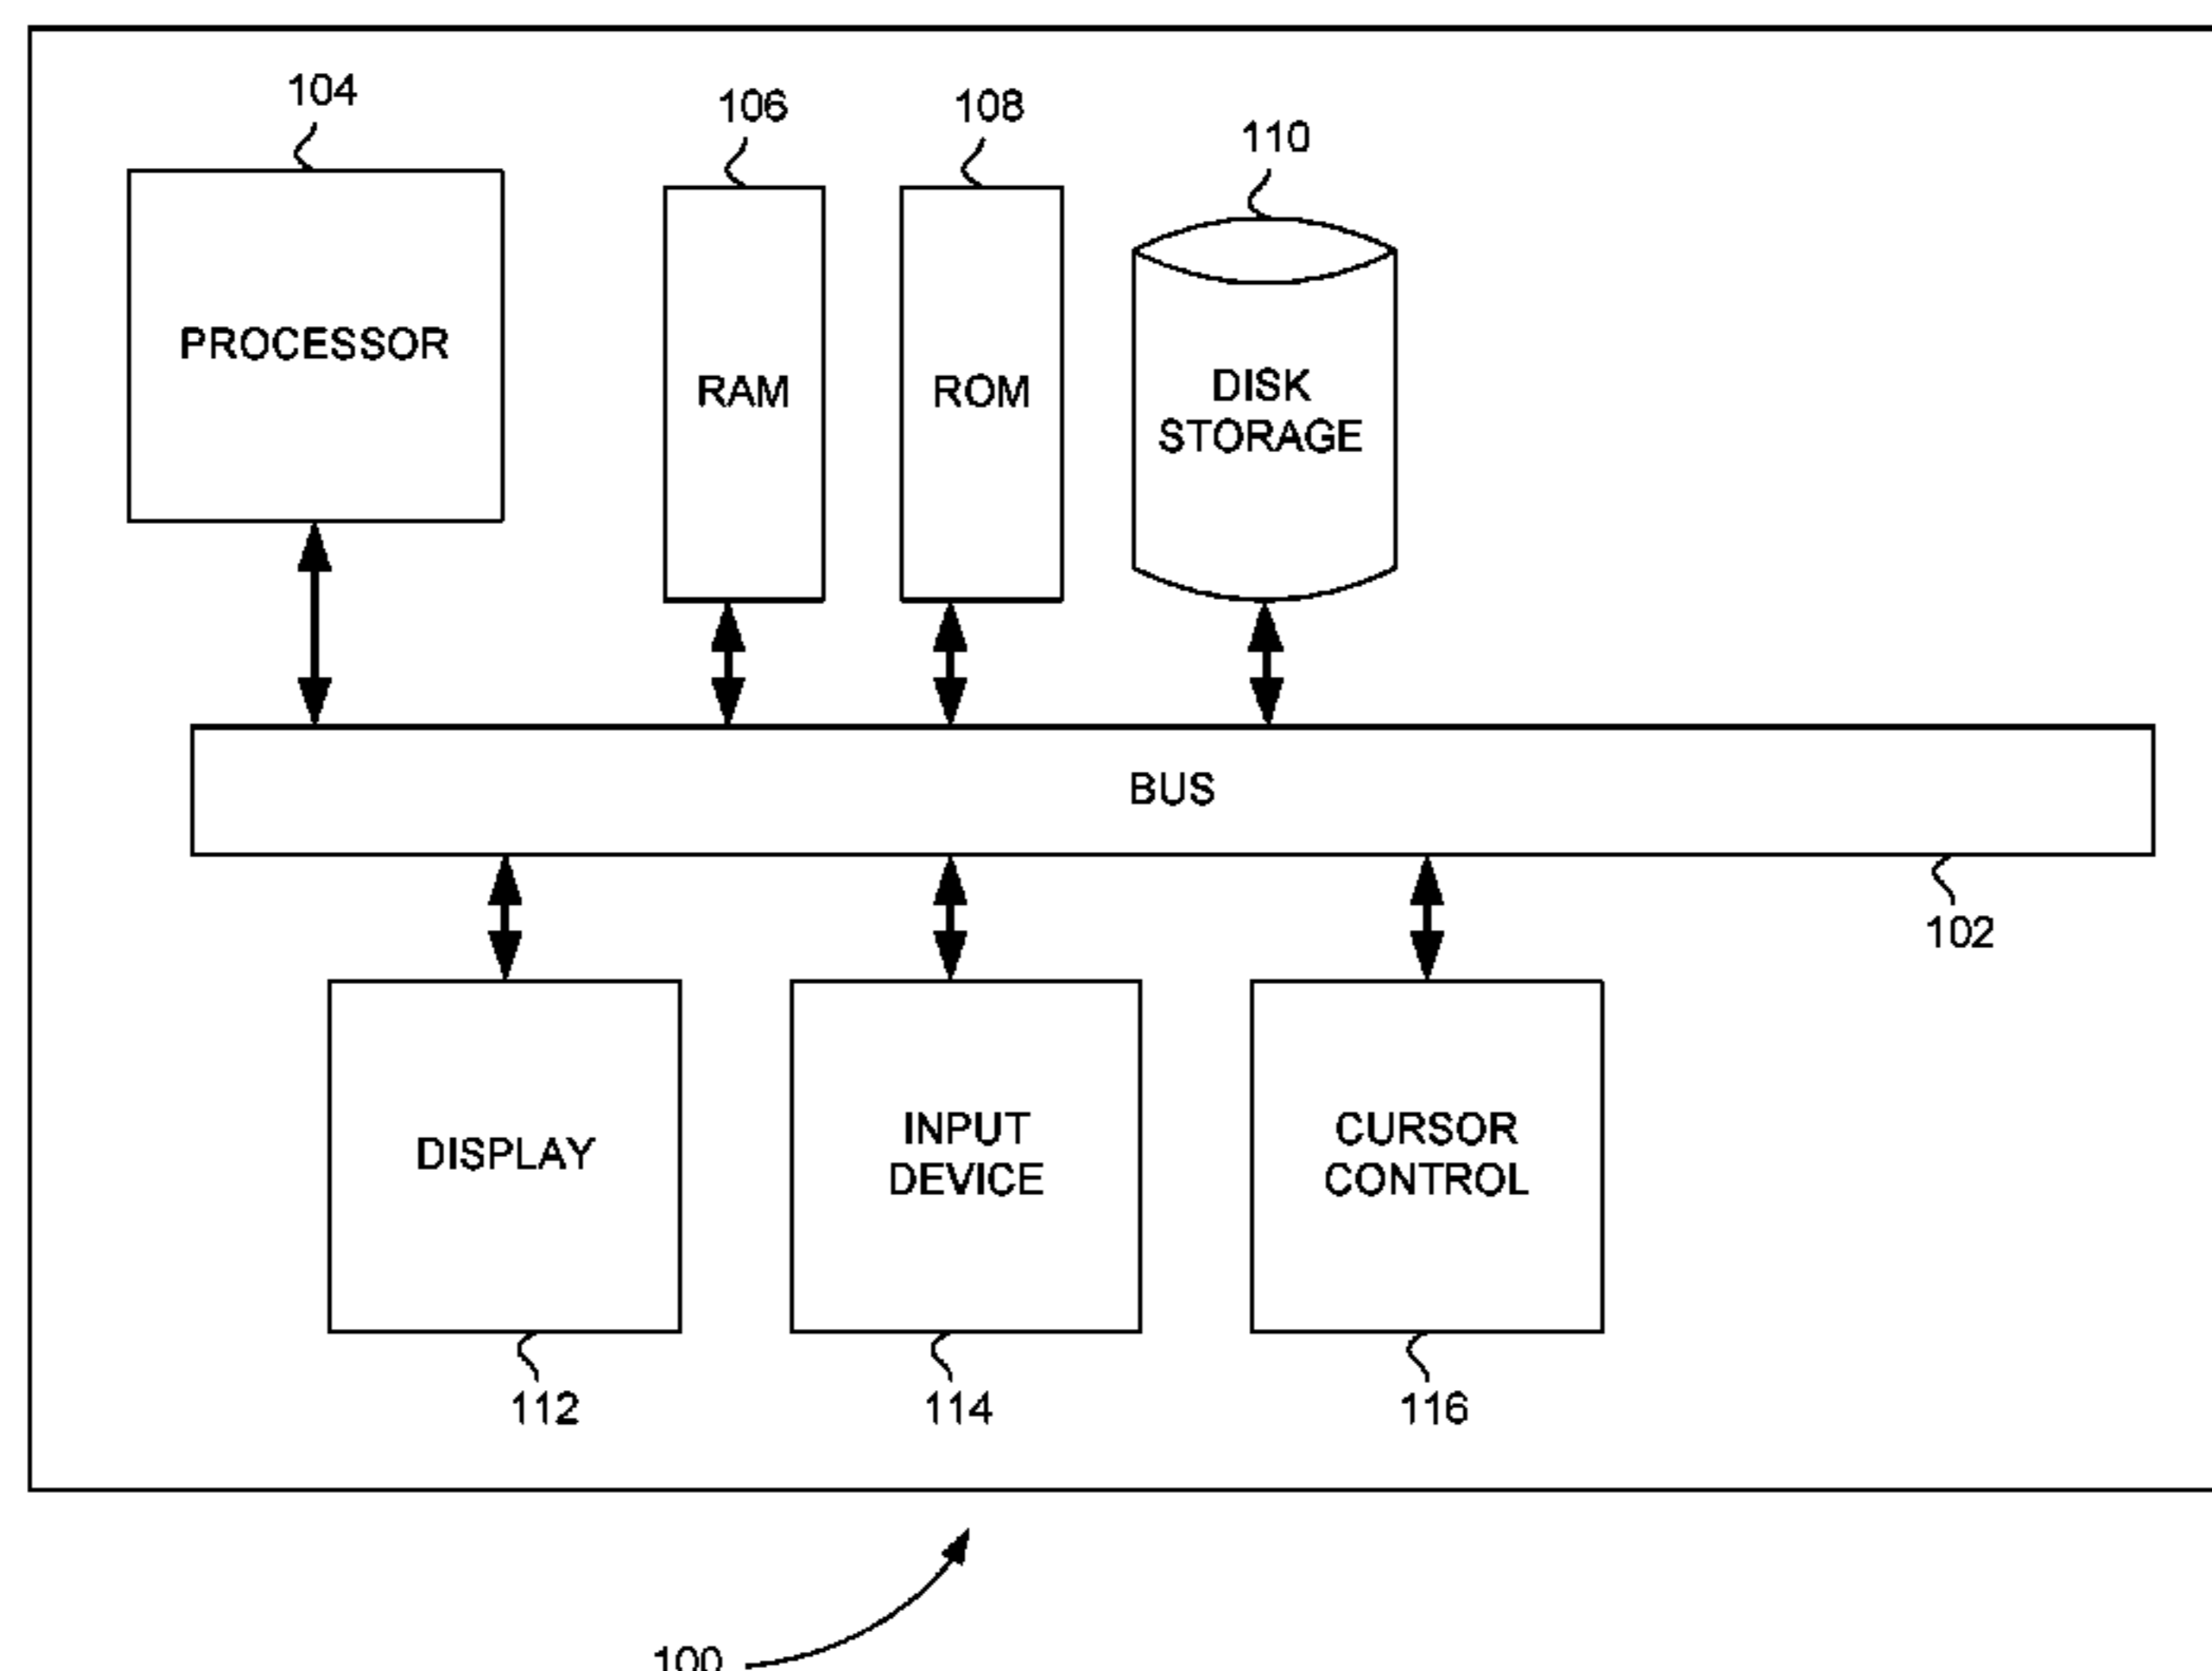 104
106
108
110
PROCESSOR
RAM
ROM
DISK
STORAGE
BUS
102
DISPLAY
INPUT
DEVICE
CURSOR
CONTROL
112
114
116
100